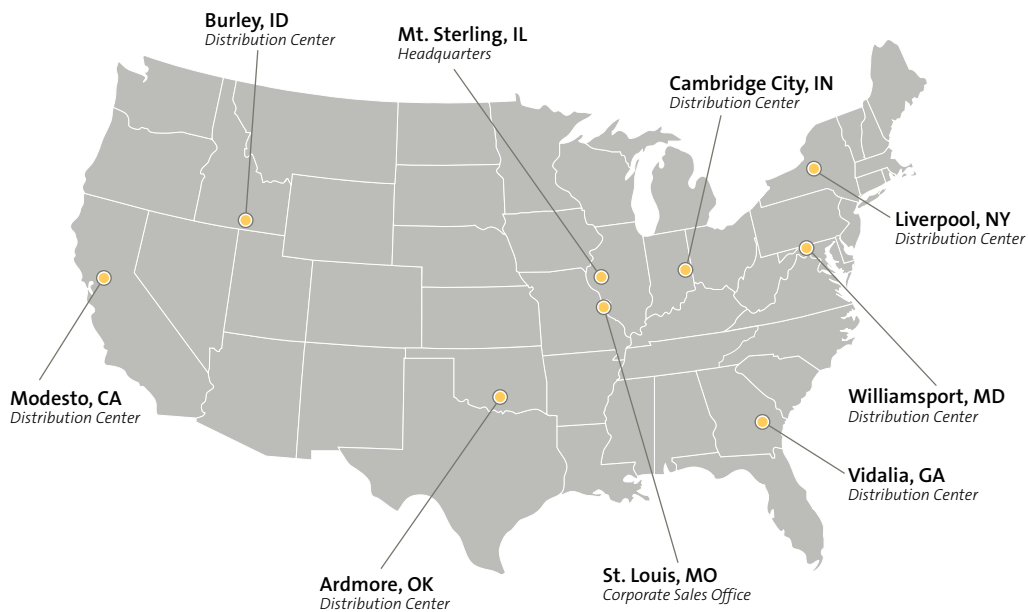 Burley, ID
Distribution Center
Mt. Sterling, IL
Headquarters
Cambridge City, IN
Distribution Center
Liverpool, NY
Distribution Center
Modesto, CA
Distribution Center
Williamsport, MD
Distribution Center
Vidalia, GA
Distribution Center
Ardmore, OK
Distribution Center
St. Louis, MO
Corporate Sales Office